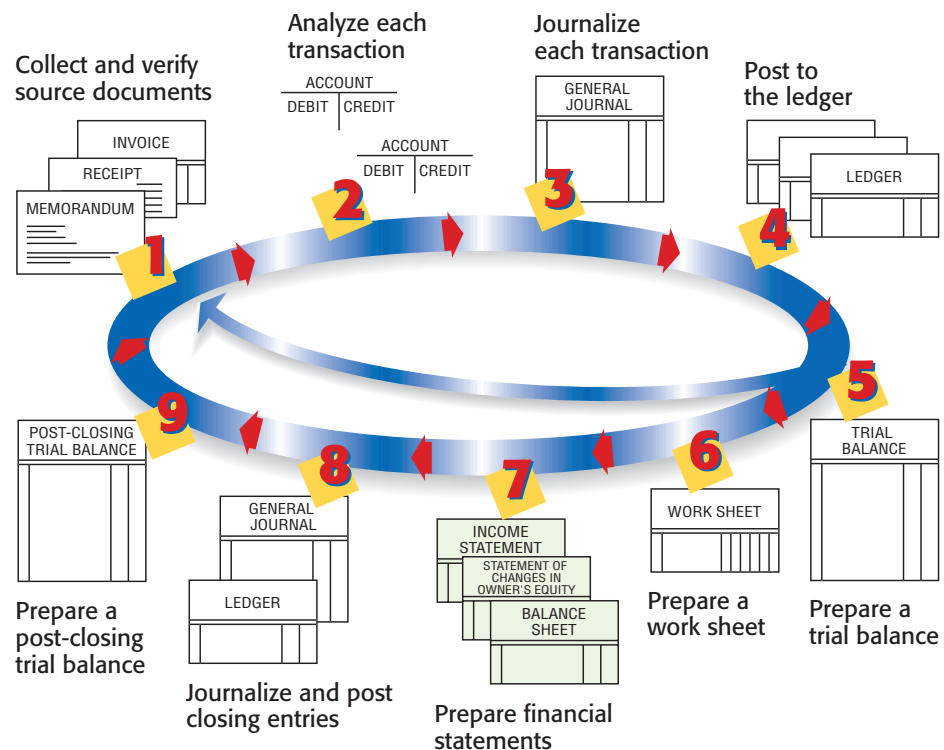 Collect and verify
source documents
INVOICE
RECEIPT
MEMORANDUM
1
Analyze each
transaction
ACCOUNT
DEBIT CREDIT
ACCOUNT
DEBIT CREDIT
2
Journalize
each transaction
GENERAL
JOURNAL
3
Post to
the ledger
LEDGER
4
5
TRIAL
BALANCE
Prepare a
trial balance
6
WORK SHEET
Prepare a
work sheet
7
INCOME
STATEMENT
STATEMENT OF
CHANGES IN
OWNER'S EQUITY
BALANCE
SHEET
Prepare financial
statements
8
GENERAL
JOURNAL
LEDGER
Journalize and post
closing entries
9
POST-CLOSING
TRIAL BALANCE
Prepare a
post-closing
trial balance